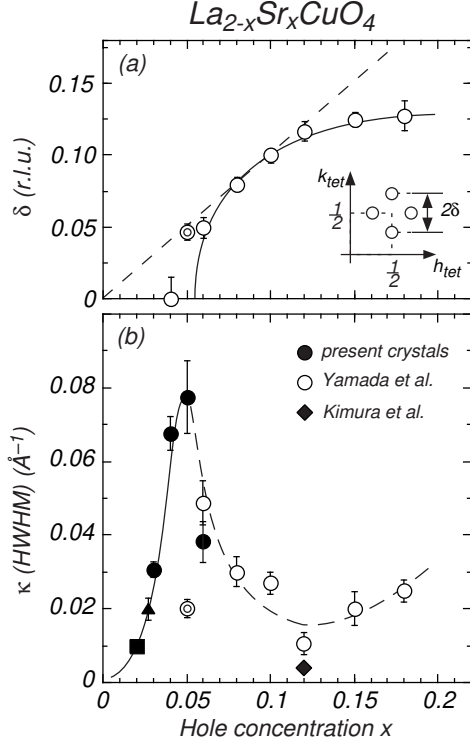 La2-xSrxCuO4
(a)
δ (r.l.u.)
0.15
0.10
0.05
0
ktet
1/2
2δ
1/2
htet
(b)
present crystals
Yamada et al.
Kimura et al.
κ (HWHM) (Å–1)
0.08
0.06
0.04
0.02
0
0 0.05 0.1 0.15 0.2
Hole concentration x